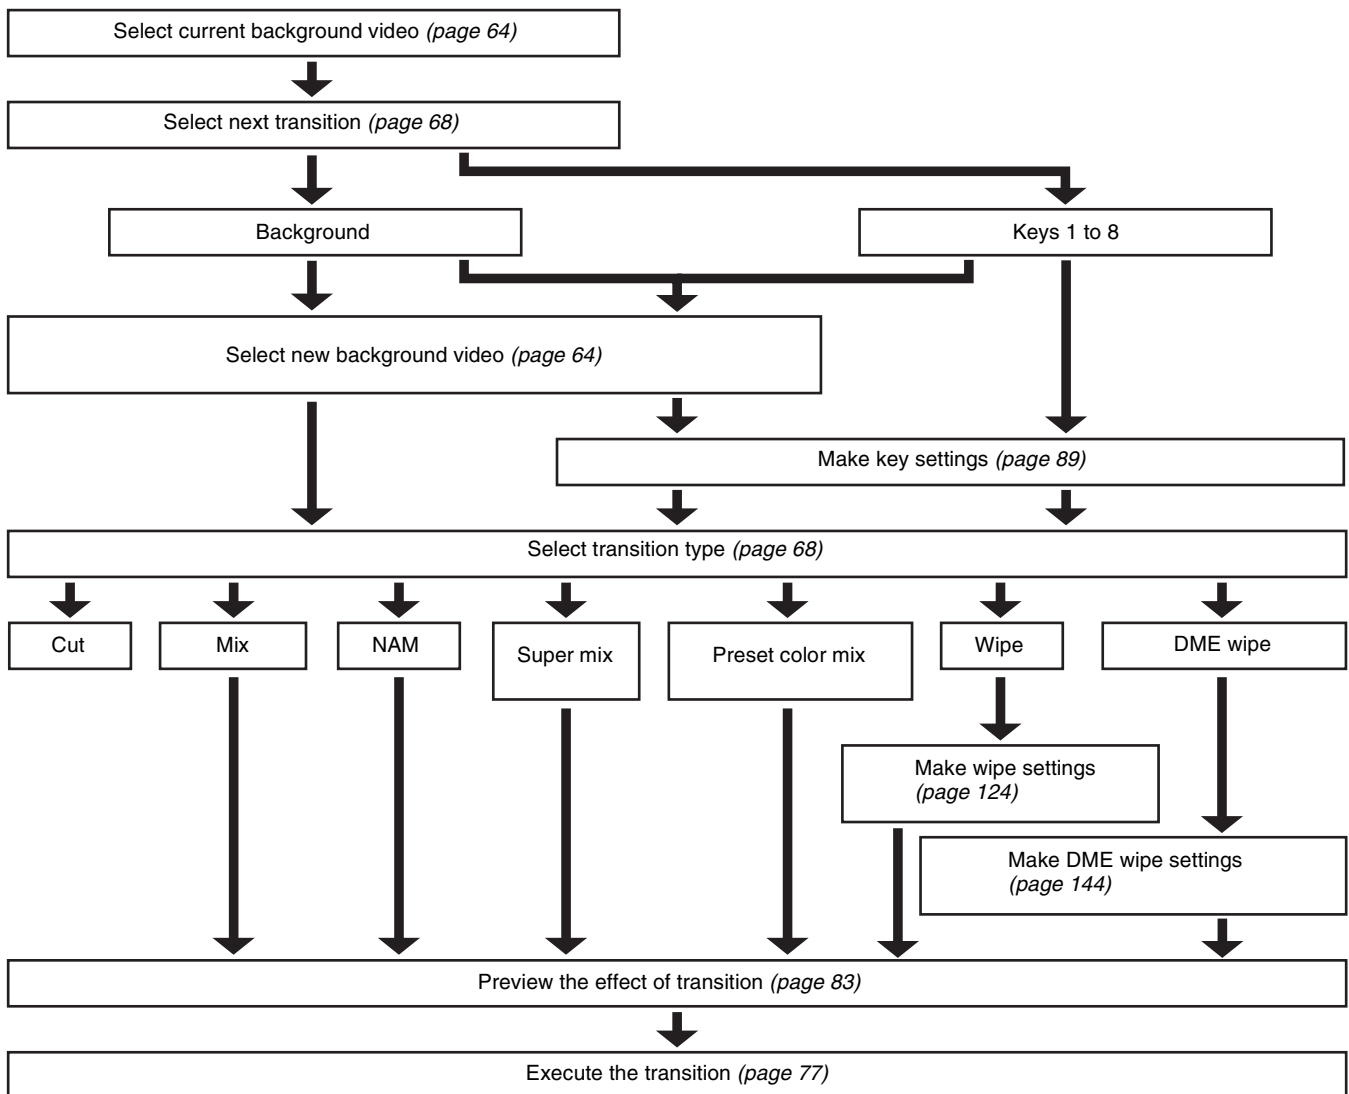 Select current background video (page 64)
Select next transition (page 68)
Background
Keys 1 to 8
Select new background video (page 64)
Make key settings (page 89)
Select transition type (page 68)
Cut
Mix
NAM
Super mix
Preset color mix
Wipe
DME wipe
Make wipe settings
(page 124)
Make DME wipe settings
(page 144)
Preview the effect of transition (page 83)
Execute the transition (page 77)